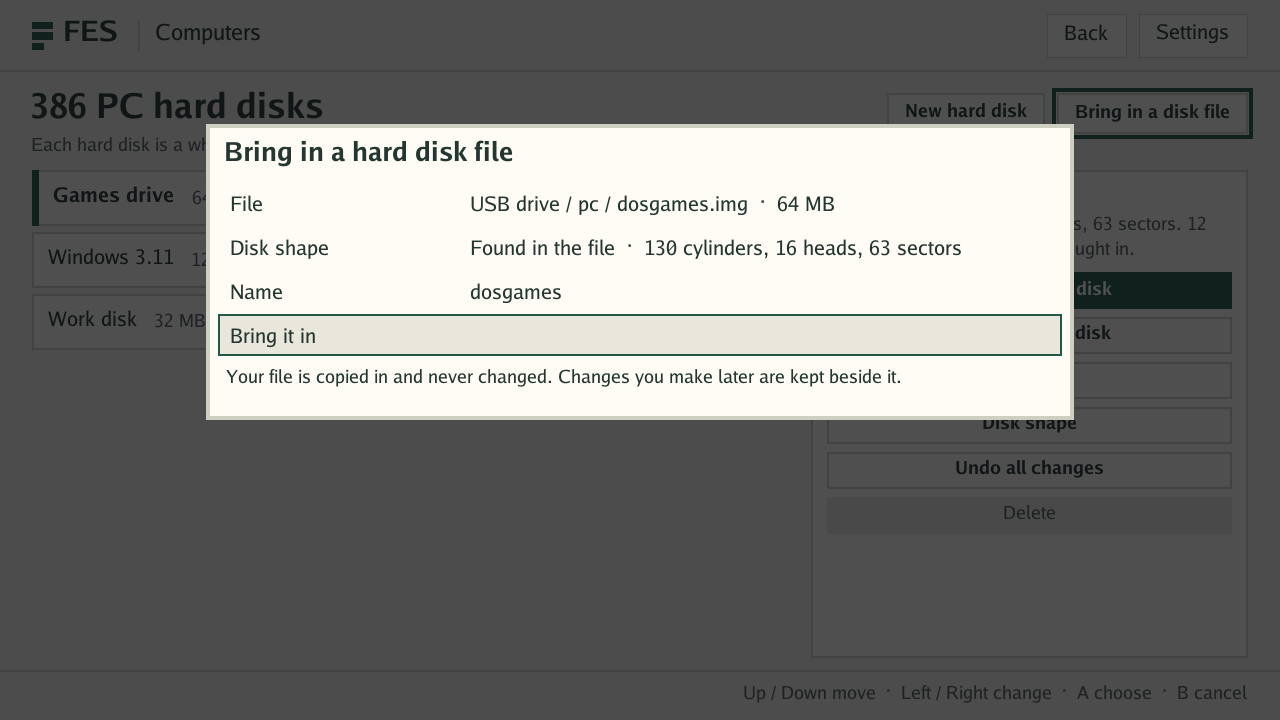 FES
Computers
Back
Settings
386 PC hard disks
New hard disk
Bring in a disk file
Each hard disk is a
Bring in a hard disk file
Games drive
File
USB drive / pc / dosgames.img · 64 MB
s, 63 sectors. 12
Disk shape
Found in the file · 130 cylinders, 16 heads, 63 sectors
in.
Windows 3.11
Name
dosgames
disk
Work disk 32 MB
Bring it in
disk
Your file is copied in and never changed. Changes you make later are kept beside it.
Disk shape
Undo all changes
Delete
Up / Down move · Left / Right change · A choose · B cancel